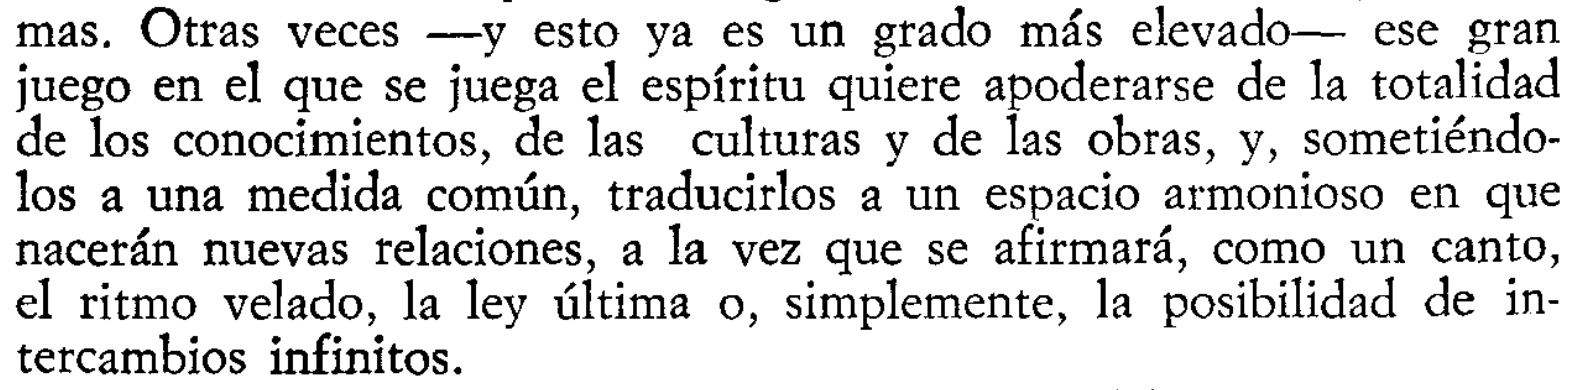 mas. Otras veces —y esto ya es un grado más elevado— ese gran
juego en el que se juega el espíritu quiere apoderarse de la totalidad
de los conocimientos, de las culturas y de las obras, y, sometiéndo-
los a una medida común, traducirlos a un espacio armonioso en que
nacerán nuevas relaciones, a la vez que se afirmará, como un canto,
el ritmo velado, la ley última o, simplemente, la posibilidad de in-
tercambios infinitos.